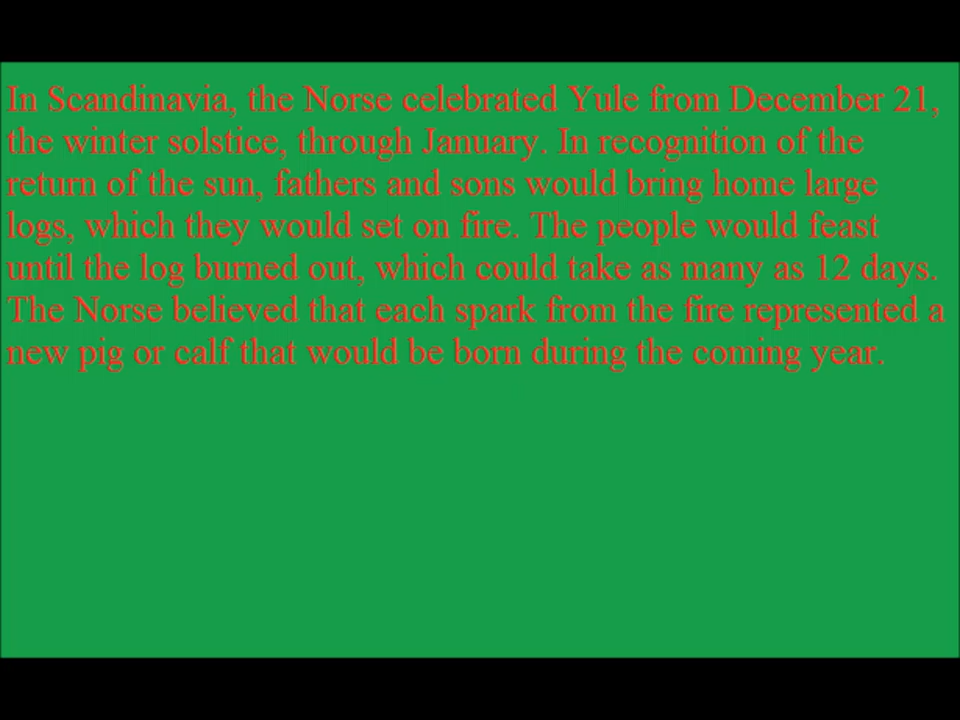 In Scandinavia, the Norse celebrated Yule from December 21,
the winter solstice, through January. In recognition of the
return of the sun, fathers and sons would bring home large
logs, which they would set on fire. The people would feast
until the log burned out, which could take as many as 12 days.
The Norse believed that each spark from the fire represented a
new pig or calf that would be born during the coming year.